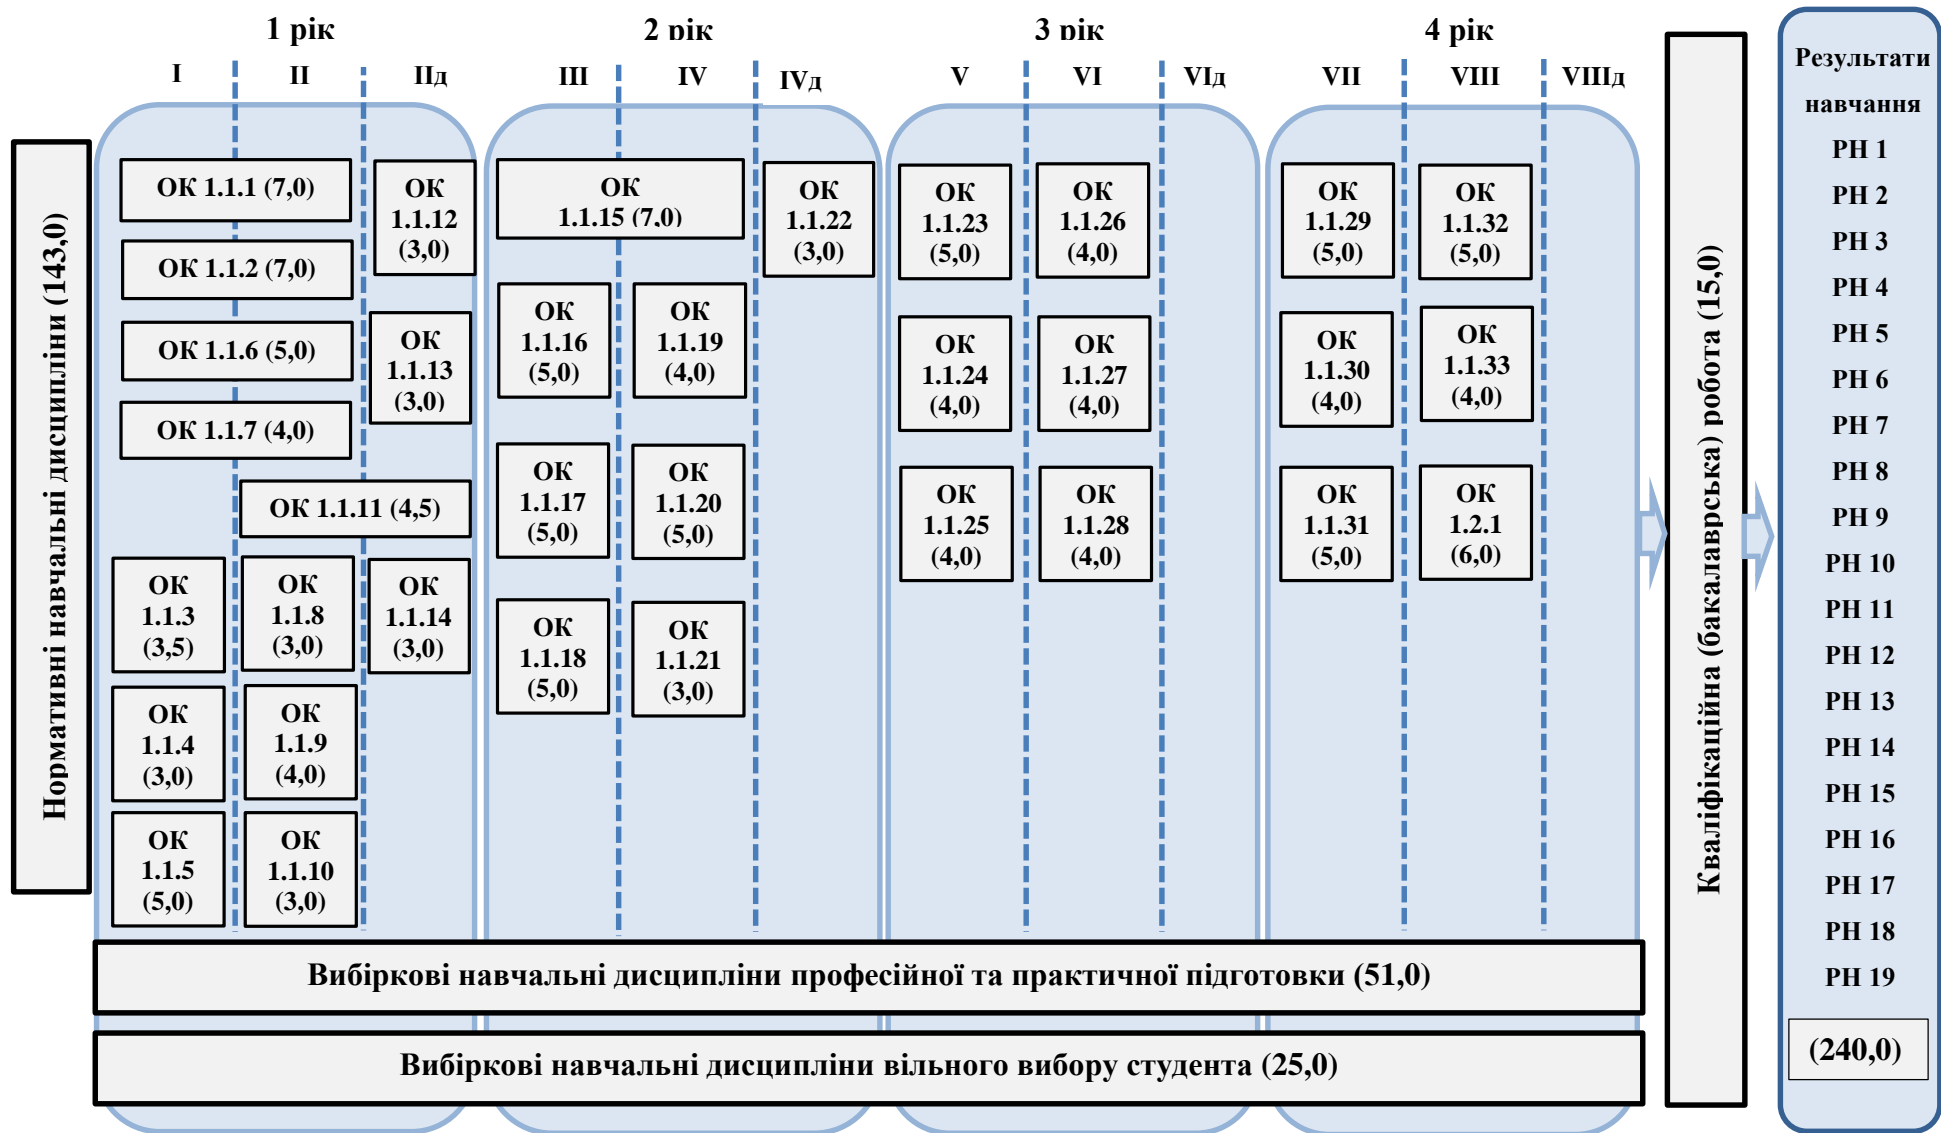 1 рік
2 рік
3 рік
4 рік
I
II
IIд
III
IV
IVд
V
VI
VIд
VII
VIII
VIIIд
Нормативні навчальні дисципліни (143,0)
ОК 1.1.1 (7,0)
ОК 1.1.2 (7,0)
ОК 1.1.6 (5,0)
ОК 1.1.7 (4,0)
ОК 1.1.11 (4,5)
ОК
1.1.3
(3,5)
ОК
1.1.4
(3,0)
ОК
1.1.5
(5,0)
ОК
1.1.8
(3,0)
ОК
1.1.9
(4,0)
ОК
1.1.10
(3,0)
ОК
1.1.12
(3,0)
ОК
1.1.13
(3,0)
ОК
1.1.14
(3,0)
ОК
1.1.15 (7,0)
ОК
1.1.16
(5,0)
ОК
1.1.17
(5,0)
ОК
1.1.18
(5,0)
ОК
1.1.19
(4,0)
ОК
1.1.20
(5,0)
ОК
1.1.21
(3,0)
ОК
1.1.22
(3,0)
ОК
1.1.23
(5,0)
ОК
1.1.24
(4,0)
ОК
1.1.25
(4,0)
ОК
1.1.26
(4,0)
ОК
1.1.27
(4,0)
ОК
1.1.28
(4,0)
ОК
1.1.29
(5,0)
ОК
1.1.30
(4,0)
ОК
1.1.31
(5,0)
ОК
1.1.32
(5,0)
ОК
1.1.33
(4,0)
ОК
1.2.1
(6,0)
Вибіркові навчальні дисципліни професійної та практичної підготовки (51,0)
Вибіркові навчальні дисципліни вільного вибору студента (25,0)
Кваліфікаційна (бакалаврська) робота (15,0)
Результати
навчання
РН 1
РН 2
РН 3
РН 4
РН 5
РН 6
РН 7
РН 8
РН 9
РН 10
РН 11
РН 12
РН 13
РН 14
РН 15
РН 16
РН 17
РН 18
РН 19
(240,0)